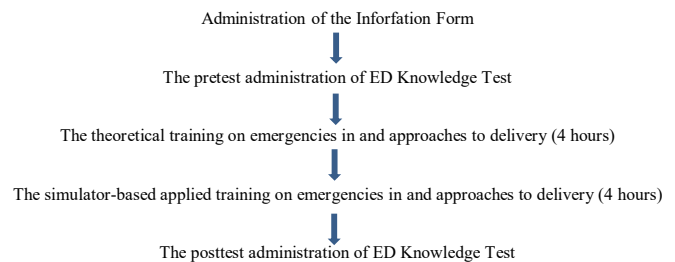 Administration of the Inforfation Form
The pretest administration of ED Knowledge Test
The theoretical training on emergencies in and approaches to delivery (4 hours)
The simulator-based applied training on emergencies in and approaches to delivery (4 hours)
The posttest administration of ED Knowledge Test